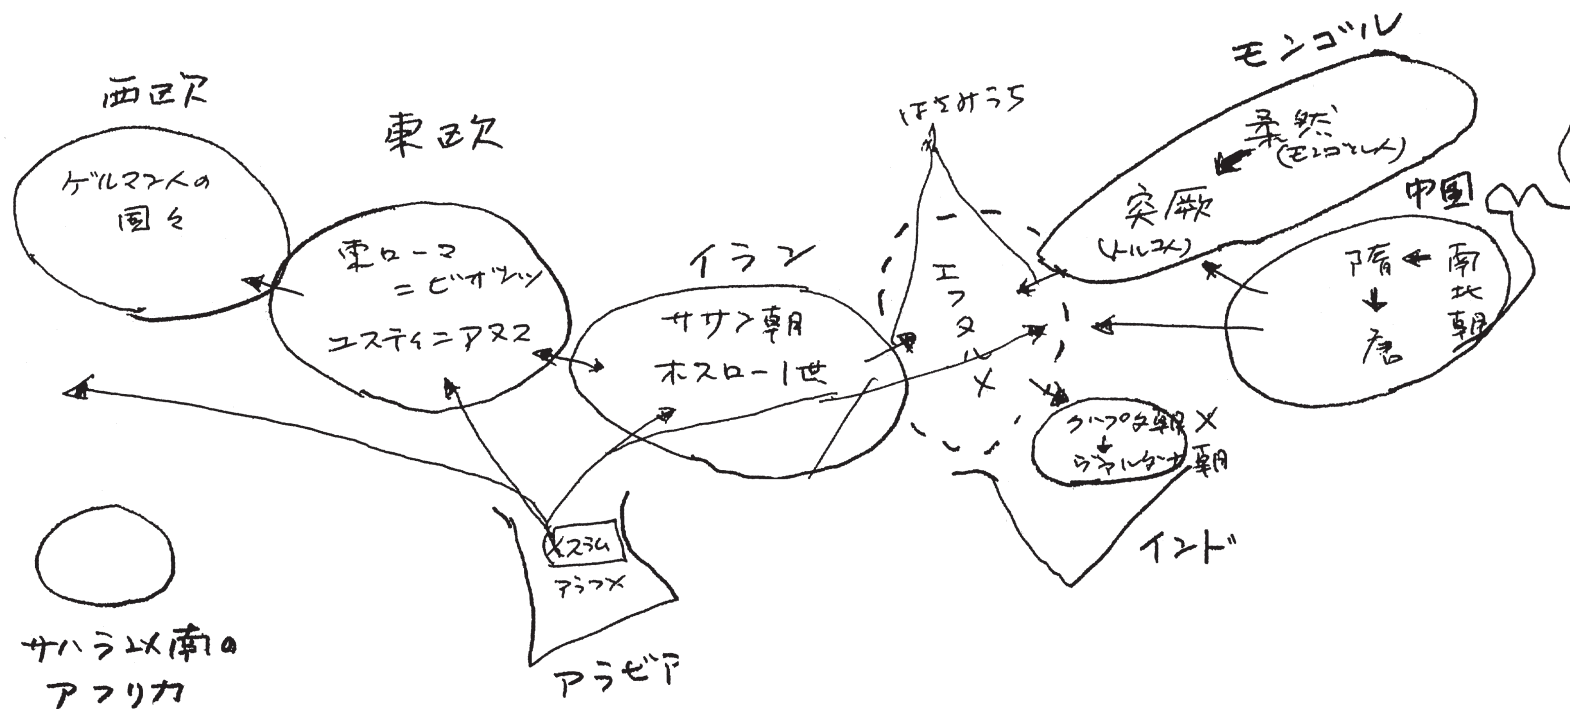 西欧
ゲルマン人の
国々
東欧
東ローマ
=ビザンツ
ユスティニアヌス
イラン
ササン朝
ホスロー1世
はさみうち
エフタル
モンゴル
柔然
(モンゴル人)
突厥
(トルコ人)
中国
南北朝
隋
唐
グプタ朝
ヴァルダナ朝
インド
イスラム
アラブ人
アラビア
サハラ以南の
アフリカ